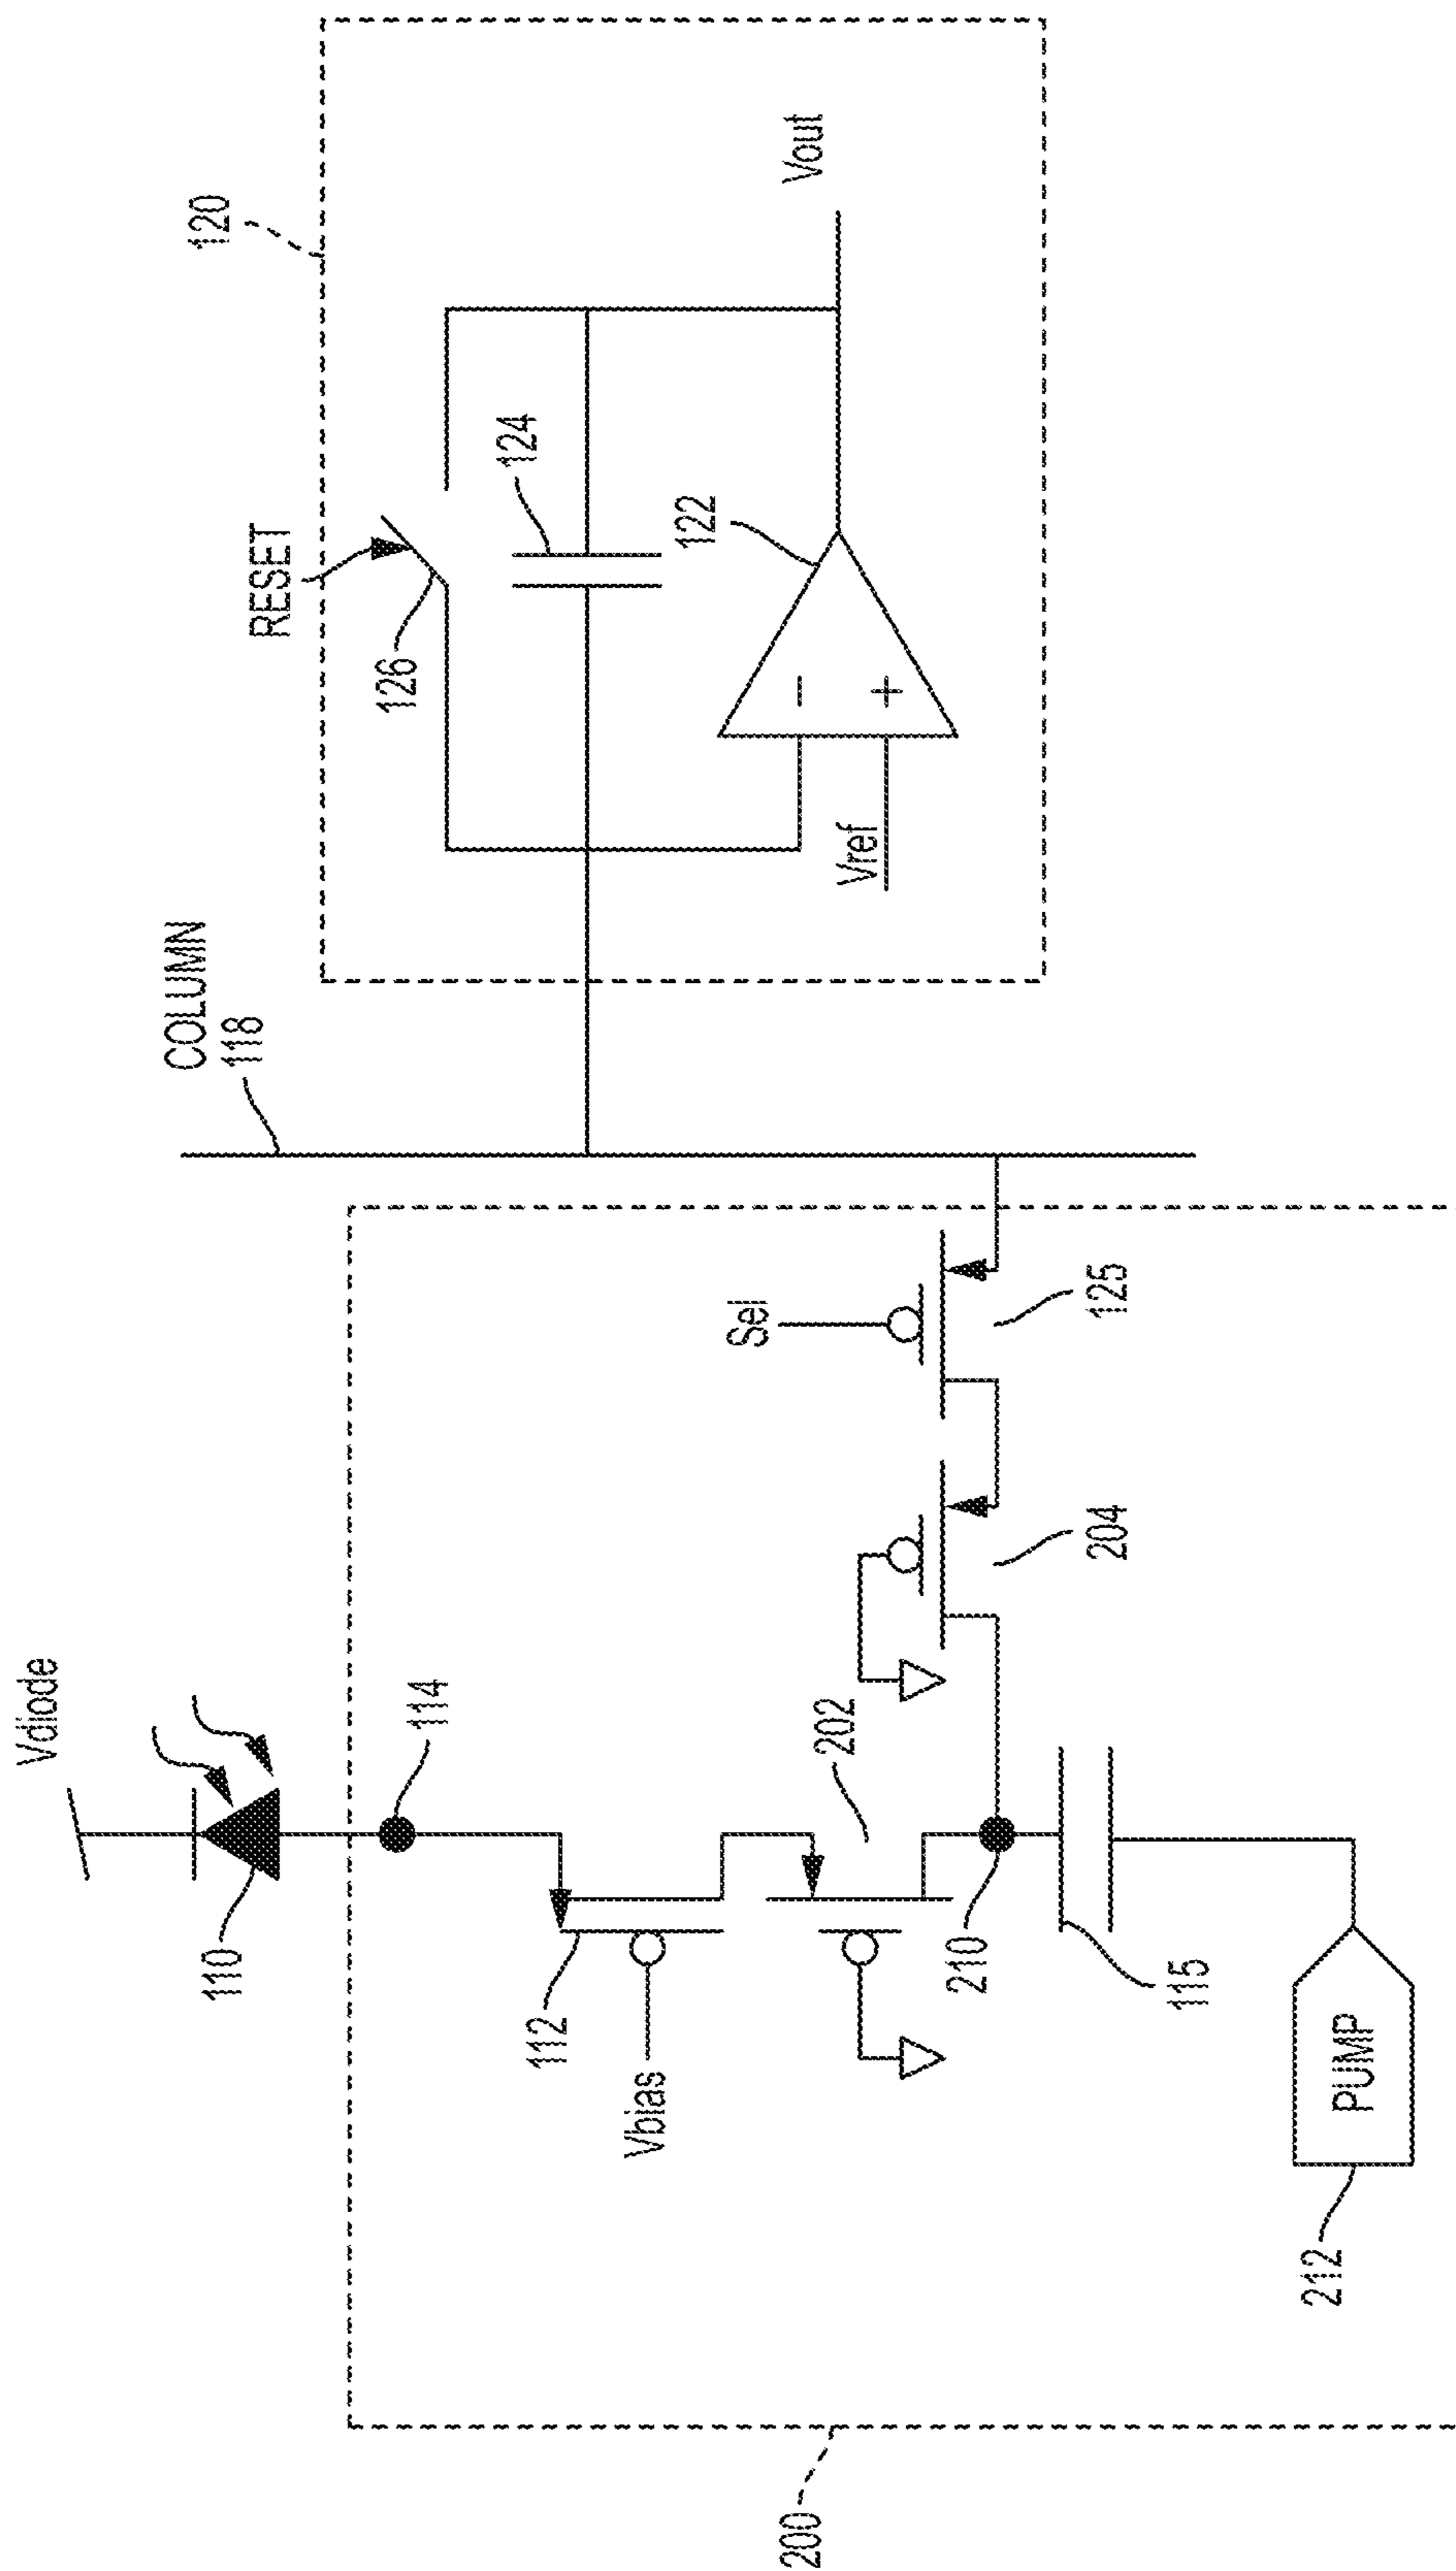 Vdiode
110
114
112
Vbias
202
210
115
PUMP
212
200
204
Sel
125
COLUMN
118
120
RESET
126
124
122
-
+
Vref
Vout